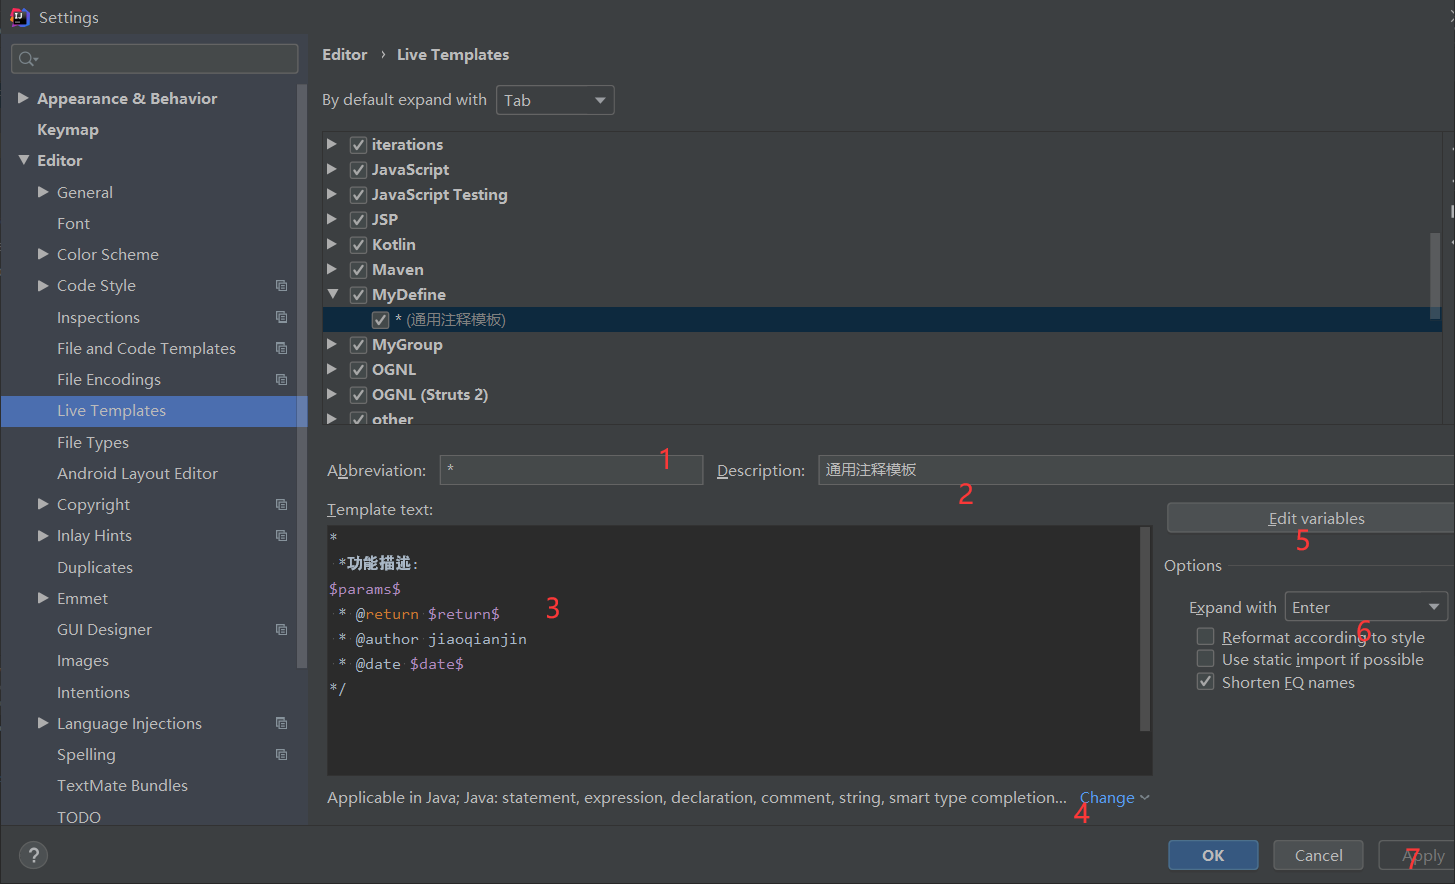 Settings
Editor › Live Templates
By default expand with Tab
Appearance & Behavior
Keymap
Editor
General
Font
Color Scheme
Code Style
Inspections
File and Code Templates
File Encodings
Live Templates
File Types
Android Layout Editor
Copyright
Inlay Hints
Duplicates
Emmet
GUI Designer
Images
Intentions
Language Injections
Spelling
TextMate Bundles
TODO
iterations
JavaScript
JavaScript Testing
JSP
Kotlin
Maven
MyDefine
* (通用注释模板)
MyGroup
OGNL
OGNL (Struts 2)
other
Abbreviation: * 1 Description: 通用注释模板
2
Template text:
*
*功能描述:
$params$
* @return $return$
* @author jiaoqianjin
* @date $date$
*/
3
Edit variables
5
Options
Expand with Enter
6
Reformat according to style
Use static import if possible
Shorten FQ names
Applicable in Java; Java: statement, expression, declaration, comment, string, smart type completion... Change
4
? OK Cancel Apply
7